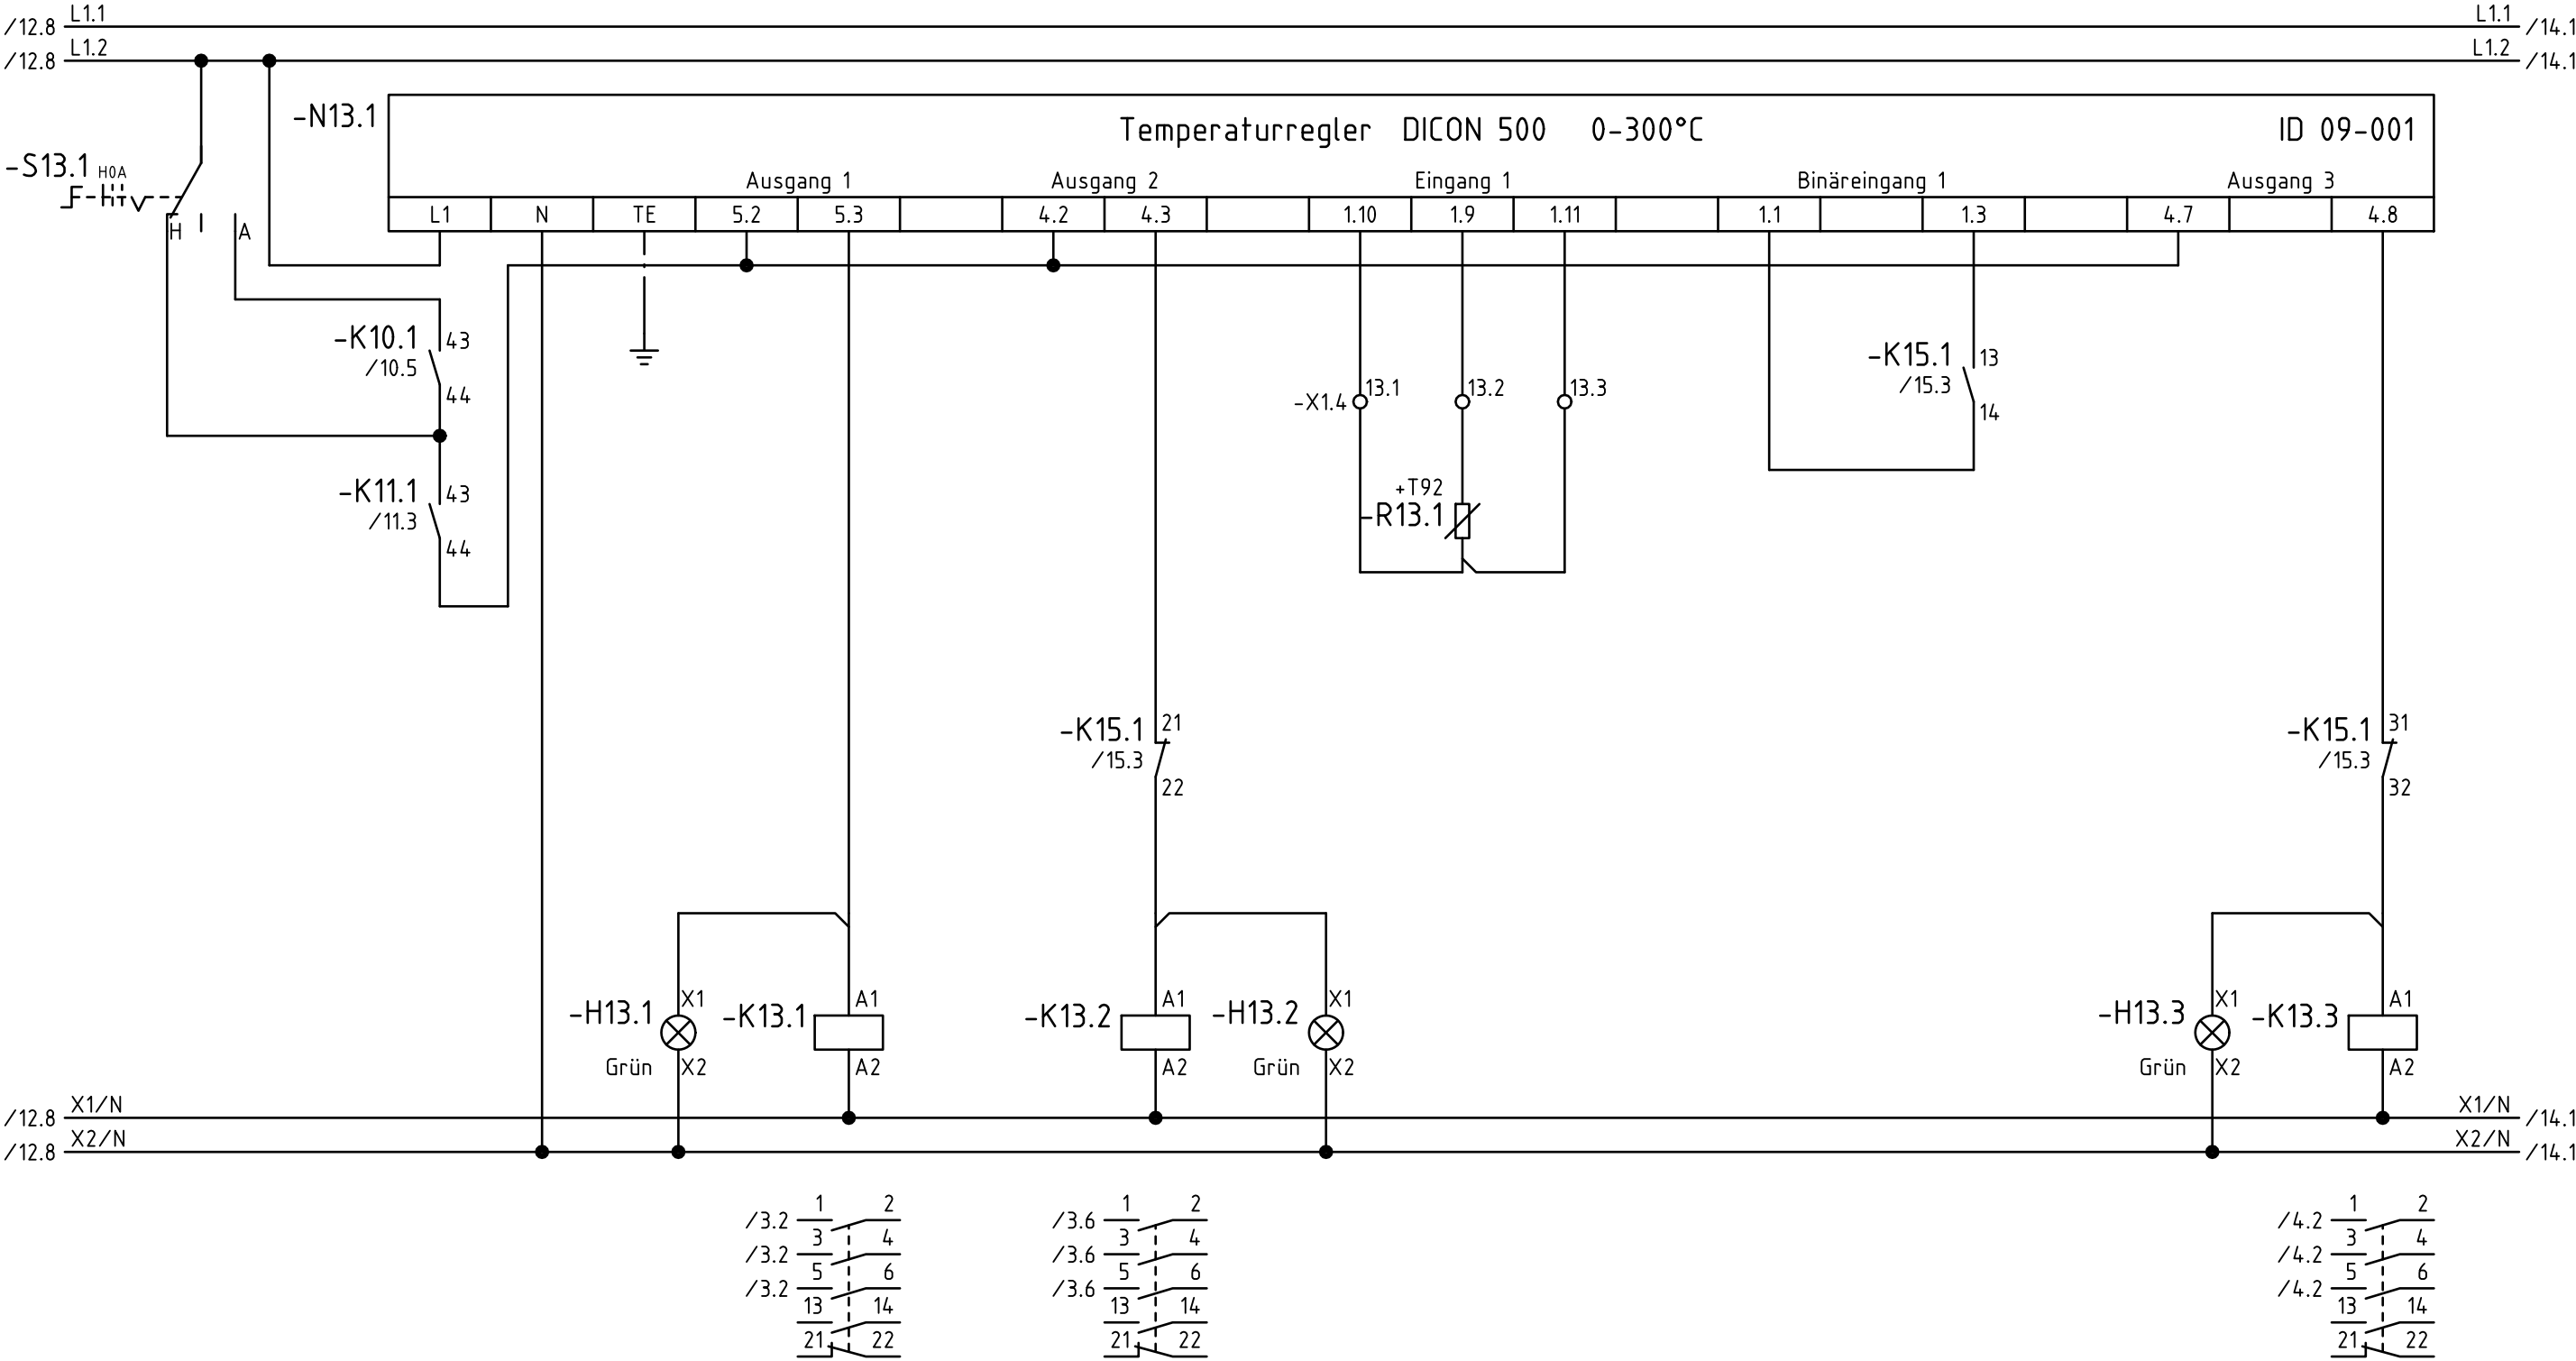 L1.1 L1.1
/12.8 /14.1
L1.2 L1.2
/12.8 /14.1
-N13.1
Temperaturregler DICON 500 0-300°C ID 09-001
-S13.1 H0A
Ausgang 1 Ausgang 2 Eingang 1 Binäreingang 1 Ausgang 3
L1 N TE 5.2 5.3 4.2 4.3 1.10 1.9 1.11 1.1 1.3 4.7 4.8
H A
-K10.1 43
/10.5
44
-K15.1 13
/15.3
14
-X1.4 13.1 13.2 13.3
-K11.1 43
/11.3
44
+T92
-R13.1
-K15.1 21
/15.3
22
-K15.1 31
/15.3
32
-H13.1 X1
Grün X2
-K13.1 A1
A2
-K13.2 A1
A2
-H13.2 X1
Grün X2
-H13.3 X1
Grün X2
-K13.3 A1
A2
X1/N X1/N
/12.8 /14.1
X2/N X2/N
/12.8 /14.1
1 2 1 2 1 2
/3.2 /3.6 /4.2
3 4 3 4 3 4
/3.2 /3.6 /4.2
5 6 5 6 5 6
/3.2 /3.6 /4.2
13 14 13 14 13 14
21 22 21 22 21 22